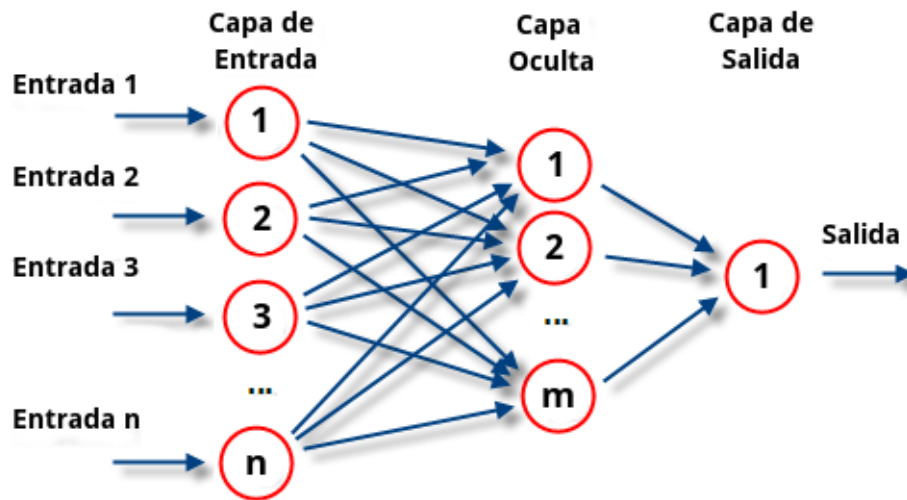 Capa de
Entrada
Capa
Oculta
Capa de
Salida
Entrada 1
1
Entrada 2
2
Entrada 3
3
...
Entrada n
n
1
2
...
m
1
Salida